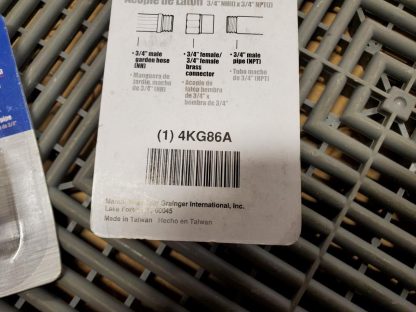 Acople de Latón 3/4" NH(I) x 3/4" NPT(I)
• 3/4" male
garden hose
(NH)
• Manguera de
jardín, macho
de 3/4" (NH)
• 3/4" female/
3/4" female
brass
connector
• Acople de
latón hembra
de 3/4" x
hembra de 3/4"
• 3/4" male
pipe (NPT)
• Tubo macho
de 3/4" (NPT)
(1) 4KG86A
Grainger International, Inc.
Lake Forest, 60045
Made in Taiwan Hecho en Taiwan